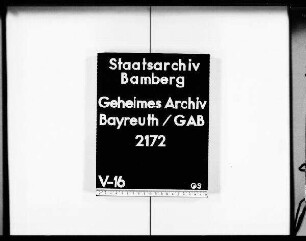 Staatsarchiv
Bamberg
Geheimes Archiv
Bayreuth / GAB
2172
V-16